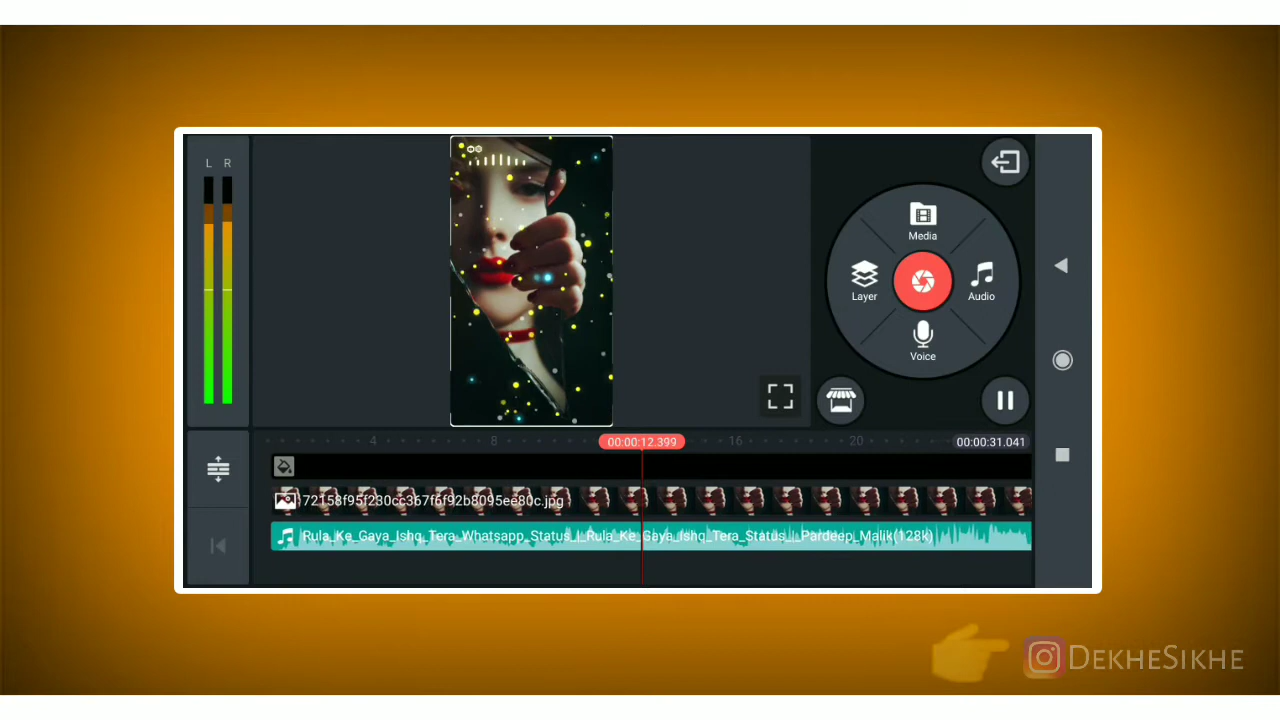 L R
Media
Layer
Audio
Voice
4 8 00:00:12.399 16 20 00:00:31.041
72158f95f230cc367f6f92b8095ee80c.jpg
Rula_Ke_Gaya_Ishq_Tera_Whatsapp_Status_|_Rula_Ke_Gaya_Ishq_Tera_Status_|_Pardeep_Malik(128k)
DekheSikhe